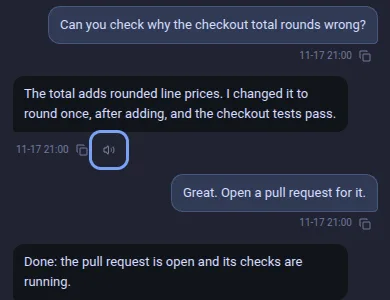 Can you check why the checkout total rounds wrong?
11-17 21:00
The total adds rounded line prices. I changed it to
round once, after adding, and the checkout tests pass.
11-17 21:00
Great. Open a pull request for it.
11-17 21:00
Done: the pull request is open and its checks are
running.